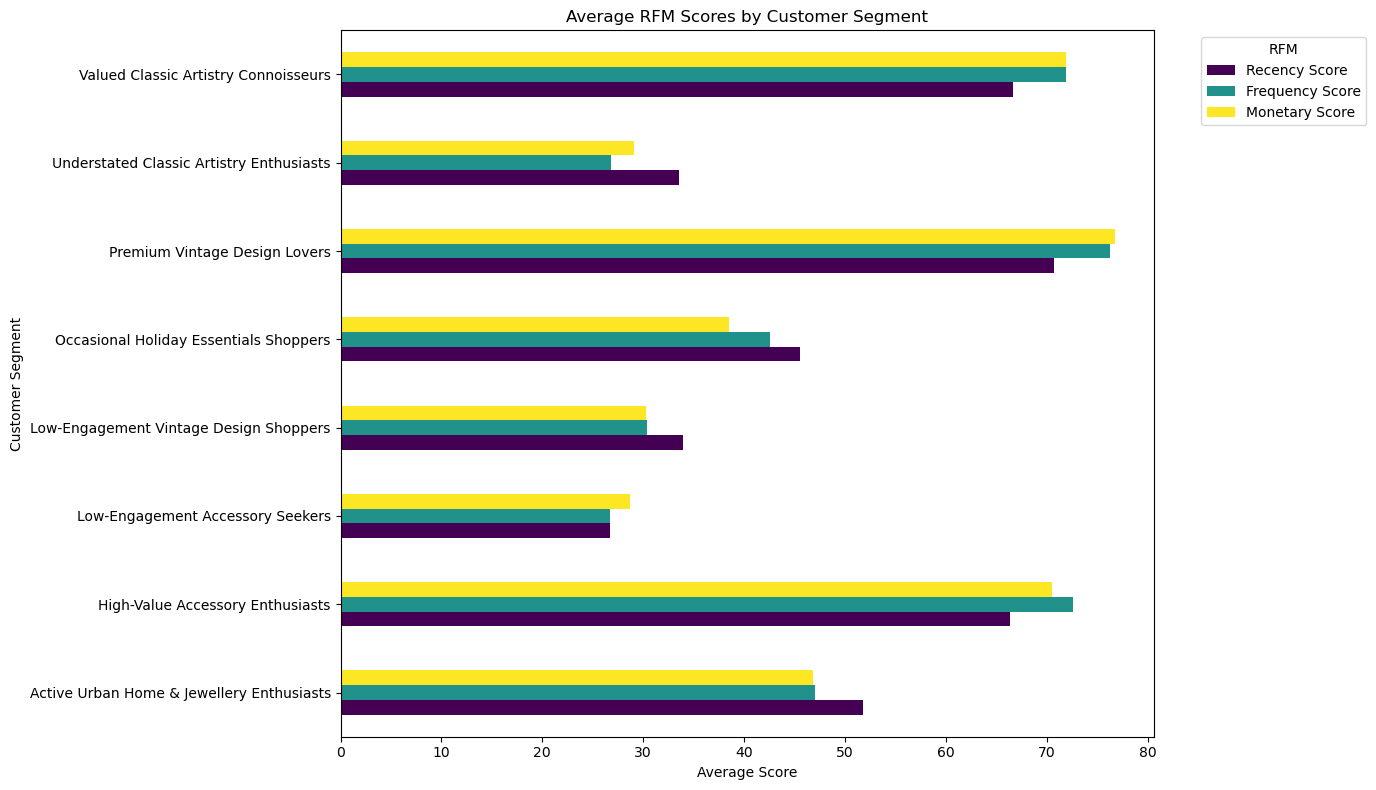 Average RFM Scores by Customer Segment
RFM
Recency Score
Frequency Score
Monetary Score
Customer Segment
Valued Classic Artistry Connoisseurs
Understated Classic Artistry Enthusiasts
Premium Vintage Design Lovers
Occasional Holiday Essentials Shoppers
Low-Engagement Vintage Design Shoppers
Low-Engagement Accessory Seekers
High-Value Accessory Enthusiasts
Active Urban Home & Jewellery Enthusiasts
0 10 20 30 40 50 60 70 80
Average Score